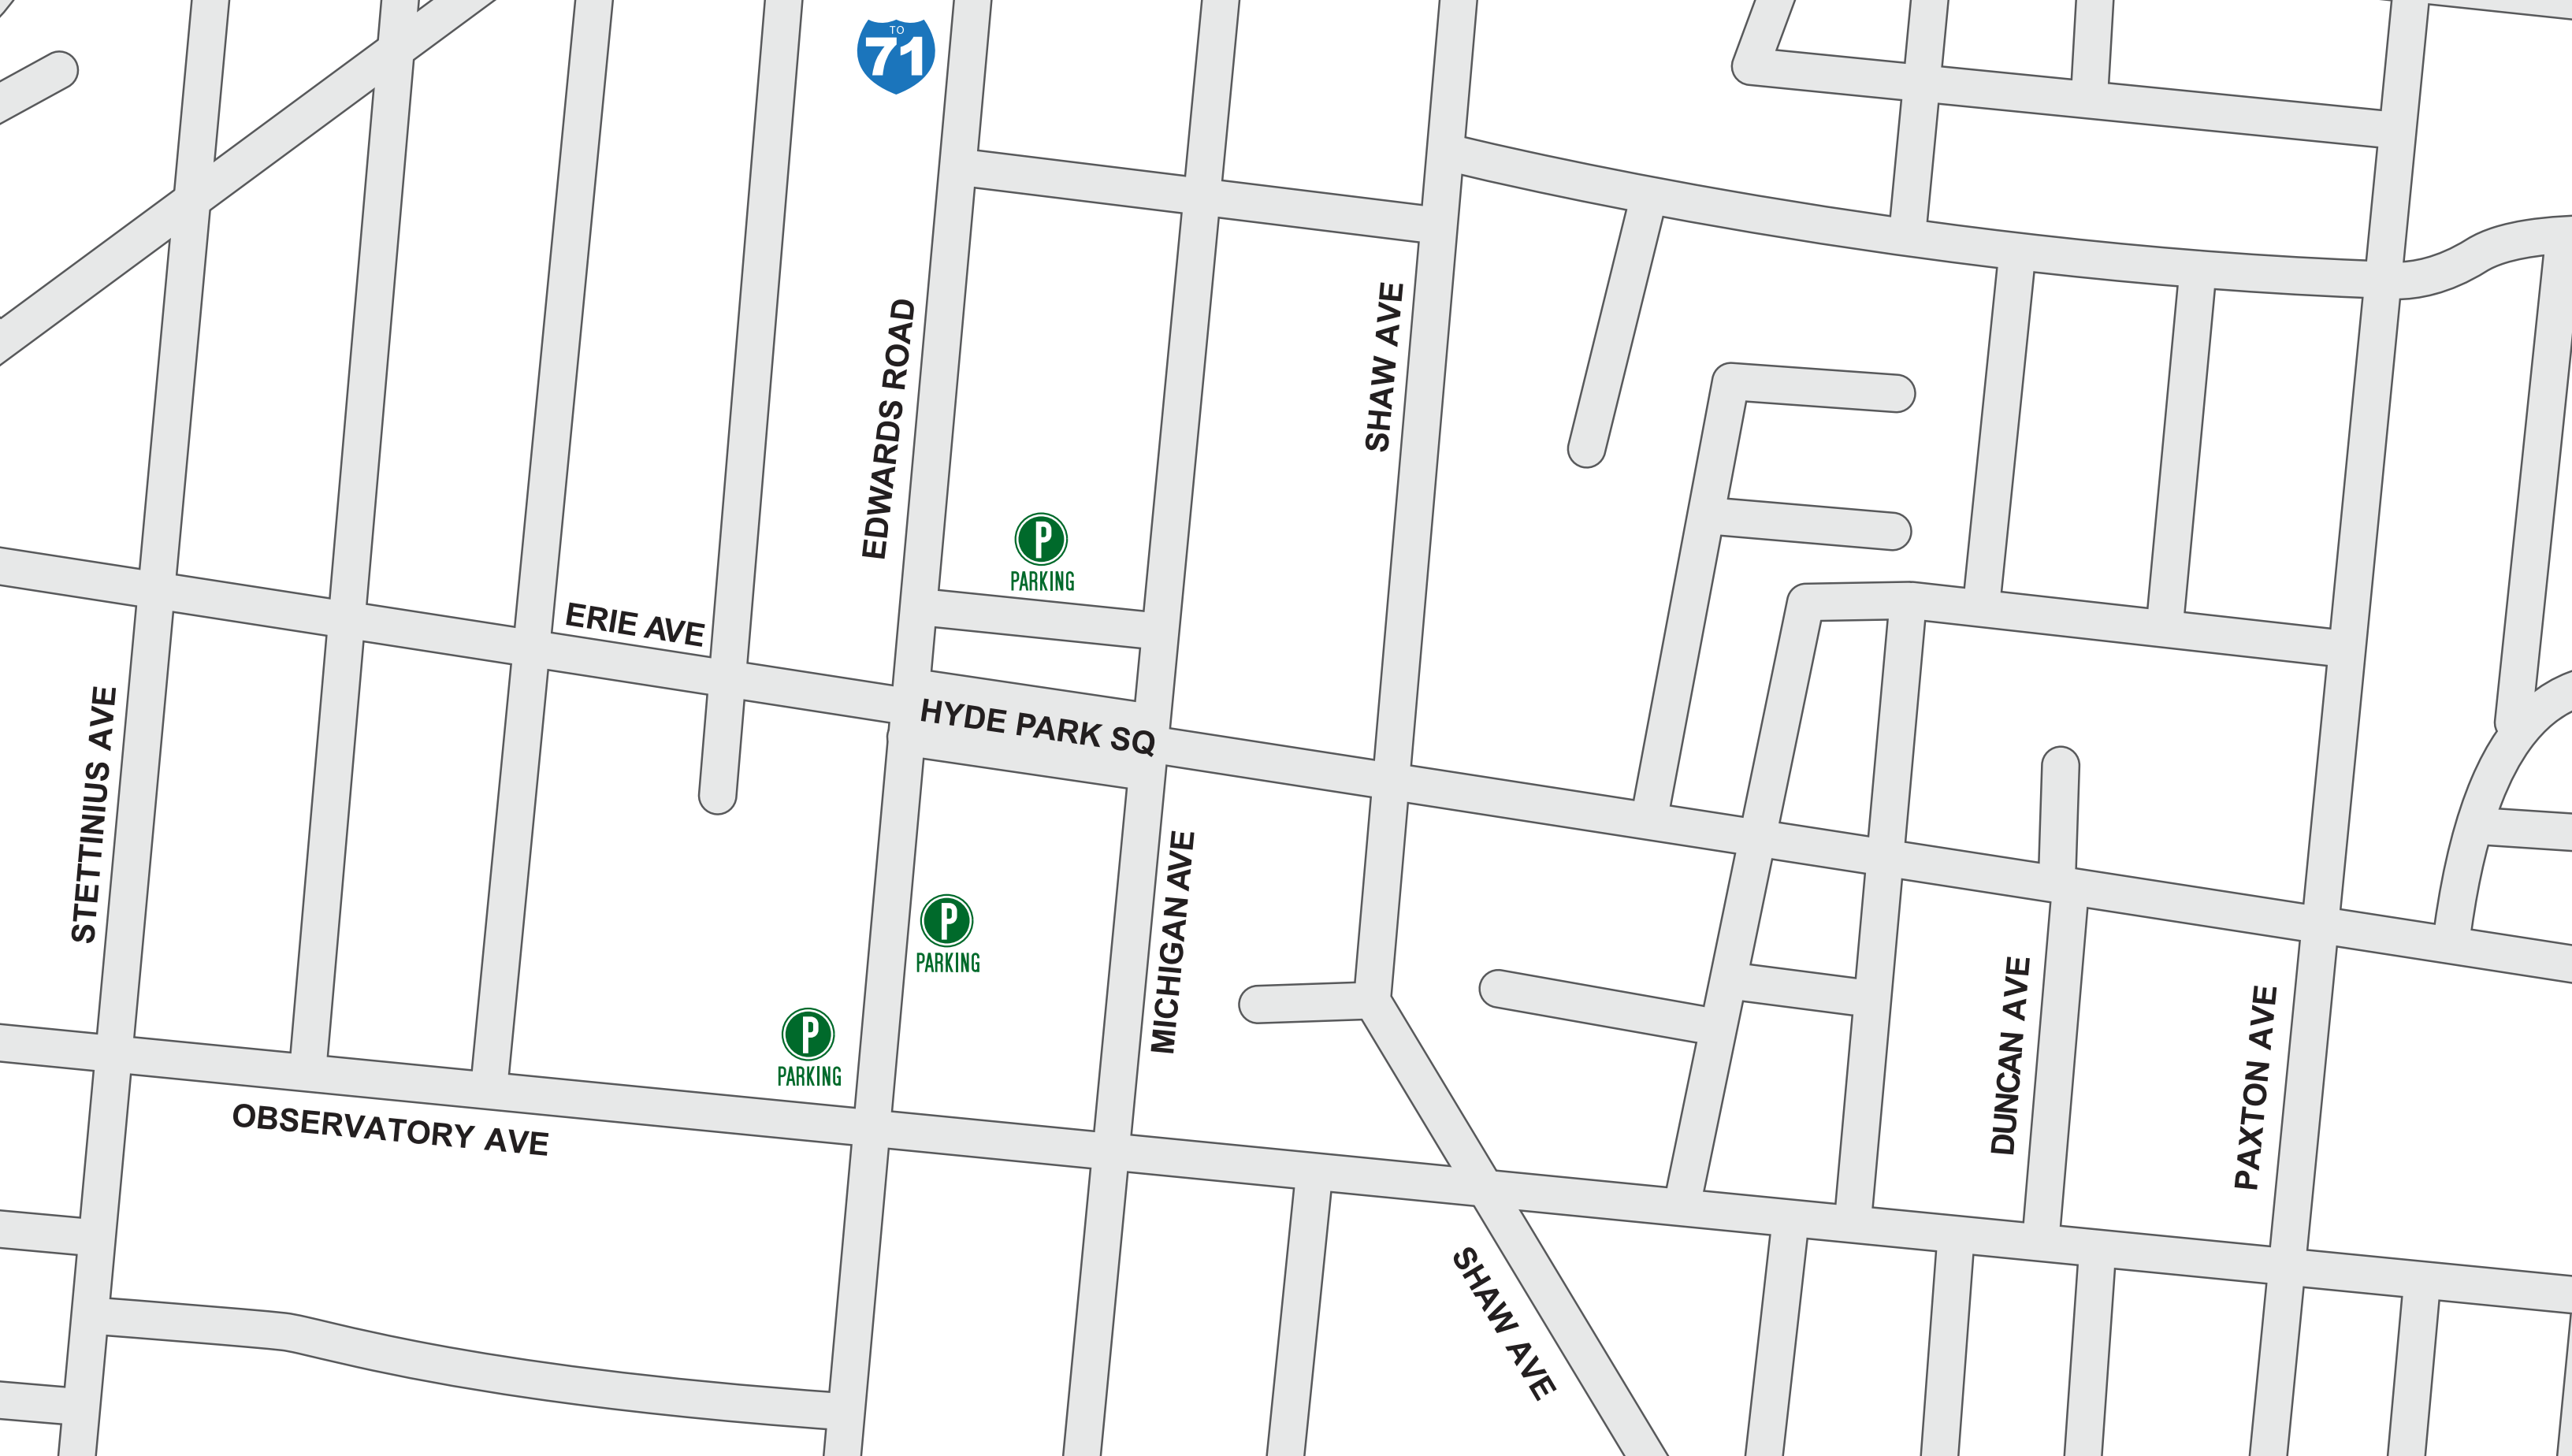 TO
71
EDWARDS ROAD
SHAW AVE
P
PARKING
ERIE AVE
HYDE PARK SQ
STETTINIUS AVE
MICHIGAN AVE
P
PARKING
P
PARKING
DUNCAN AVE
PAXTON AVE
OBSERVATORY AVE
SHAW AVE